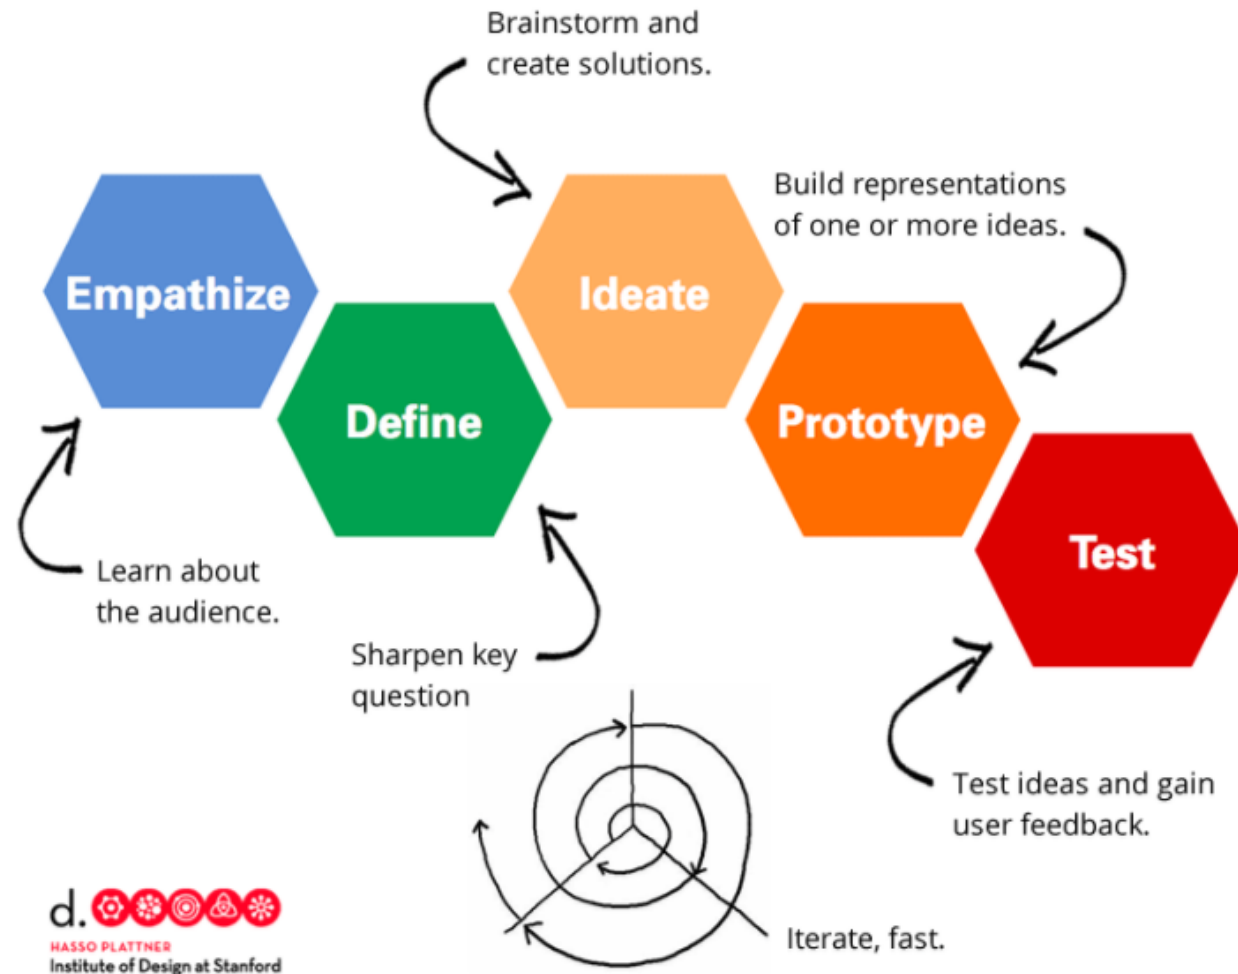 Brainstorm and
create solutions.
Build representations
of one or more ideas.
Empathize
Ideate
Define
Prototype
Test
Learn about
the audience.
Sharpen key
question
Test ideas and gain
user feedback.
Iterate, fast.
d.
HASSO PLATTNER
Institute of Design at Stanford